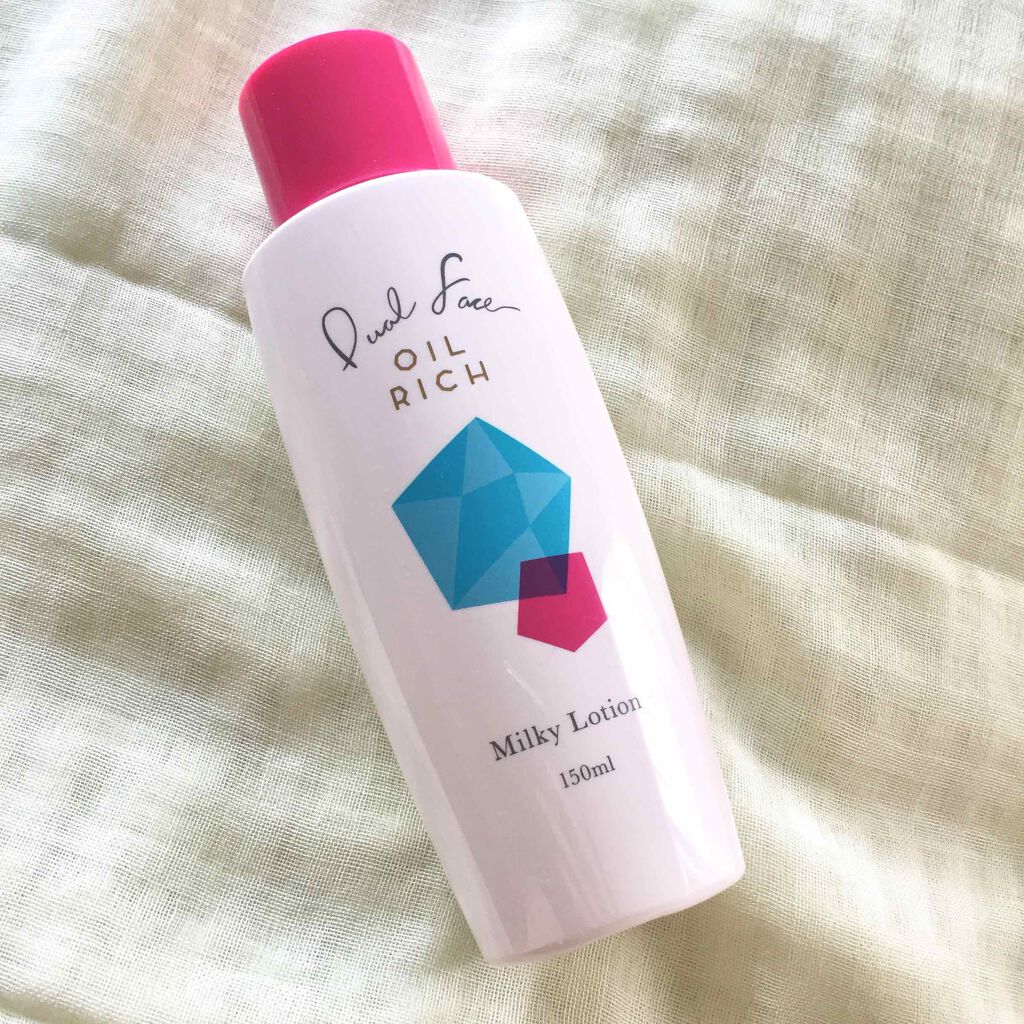 Dual Face
OIL
RICH
Milky Lotion
150ml